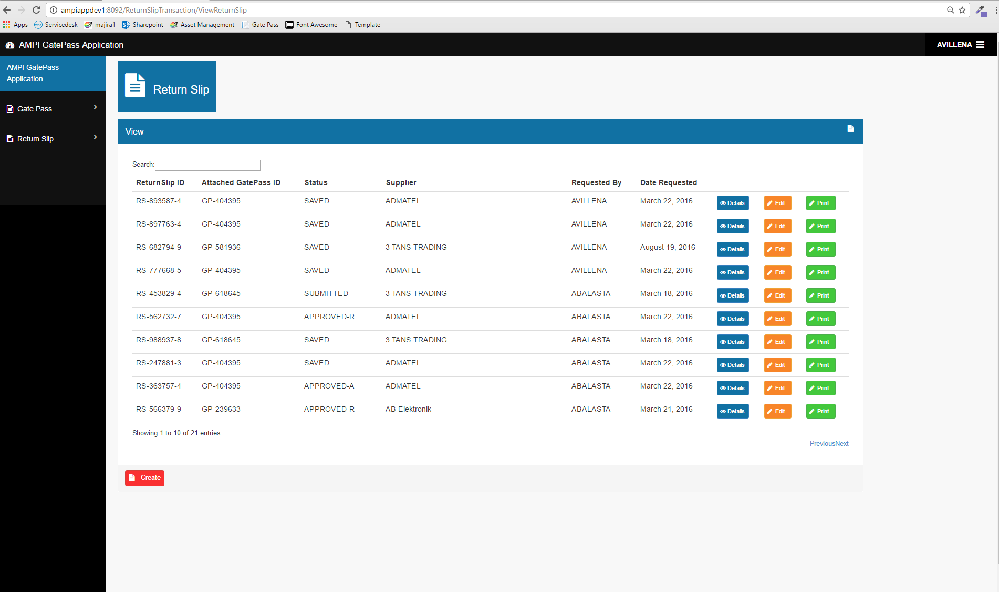 ampiappdev1:8092/ReturnSlipTransaction/ViewReturnSlip
Apps Servicedesk majira1 Sharepoint Asset Management Gate Pass Font Awesome Template
AMPI GatePass Application AVILLENA
AMPI GatePass
Application
Gate Pass
Return Slip
Return Slip
View
Search:
ReturnSlip ID Attached GatePass ID Status Supplier Requested By Date Requested
RS-893587-4 GP-404395 SAVED ADMATEL AVILLENA March 22, 2016 Details Edit Print
RS-897763-4 GP-404395 SAVED ADMATEL AVILLENA March 22, 2016 Details Edit Print
RS-682794-9 GP-581936 SAVED 3 TANS TRADING AVILLENA August 19, 2016 Details Edit Print
RS-777668-5 GP-404395 SAVED ADMATEL AVILLENA March 22, 2016 Details Edit Print
RS-453829-4 GP-618645 SUBMITTED 3 TANS TRADING ABALASTA March 18, 2016 Details Edit Print
RS-562732-7 GP-404395 APPROVED-R ADMATEL ABALASTA March 22, 2016 Details Edit Print
RS-988937-8 GP-618645 SAVED 3 TANS TRADING ABALASTA March 18, 2016 Details Edit Print
RS-247881-3 GP-404395 SAVED ADMATEL ABALASTA March 22, 2016 Details Edit Print
RS-363757-4 GP-404395 APPROVED-A ADMATEL ABALASTA March 22, 2016 Details Edit Print
RS-566379-9 GP-239633 APPROVED-R AB Elektronik ABALASTA March 21, 2016 Details Edit Print
Showing 1 to 10 of 21 entries
PreviousNext
Create